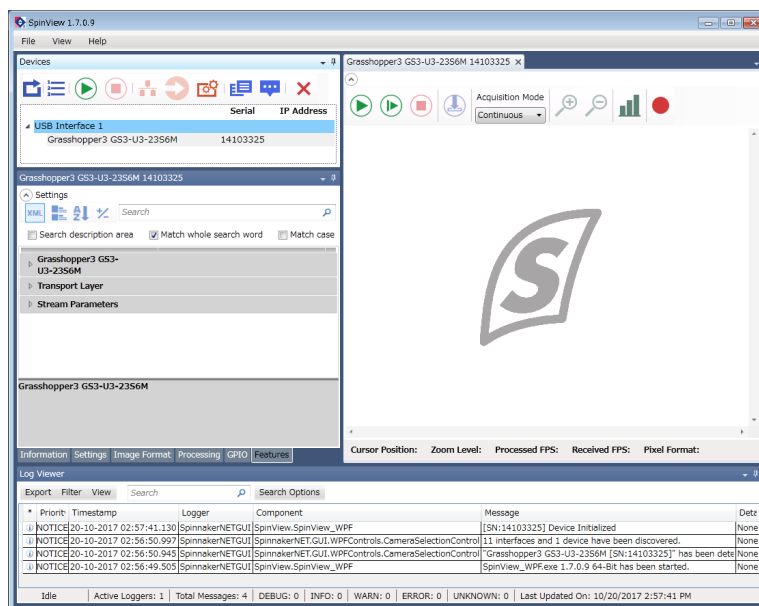 SpinView 1.7.0.9
File View Help
Devices
Serial IP Address
USB Interface 1
Grasshopper3 GS3-U3-23S6M 14103325
Grasshopper3 GS3-U3-23S6M 14103325
Settings
XML A Z +/- Search
Search description area Match whole search word Match case
Grasshopper3 GS3-
U3-23S6M
Transport Layer
Stream Parameters
Grasshopper3 GS3-U3-23S6M
Information Settings Image Format Processing GPIO Features
Grasshopper3 GS3-U3-23S6M 14103325
Acquisition Mode
Continuous
S
Cursor Position: Zoom Level: Processed FPS: Received FPS: Pixel Format:
Log Viewer
Export Filter View Search Search Options
* Priorit Timestamp Logger Component Message Deta
NOTICE 20-10-2017 02:57:41.130 SpinnakerNETGUI SpinView.SpinView_WPF [SN:14103325] Device Initialized None
NOTICE 20-10-2017 02:56:50.997 SpinnakerNETGUI SpinnakerNET.GUI.WPFControls.CameraSelectionControl 11 interfaces and 1 device have been discovered. None
NOTICE 20-10-2017 02:56:50.945 SpinnakerNETGUI SpinnakerNET.GUI.WPFControls.CameraSelectionControl "Grasshopper3 GS3-U3-23S6M [SN:14103325]" has been dete None
NOTICE 20-10-2017 02:56:49.505 SpinnakerNETGUI SpinView.SpinView_WPF SpinView_WPF.exe 1.7.0.9 64-Bit has been started. None
Idle Active Loggers: 1 Total Messages: 4 DEBUG: 0 INFO: 0 WARN: 0 ERROR: 0 UNKNOWN: 0 Last Updated On: 10/20/2017 2:57:41 PM